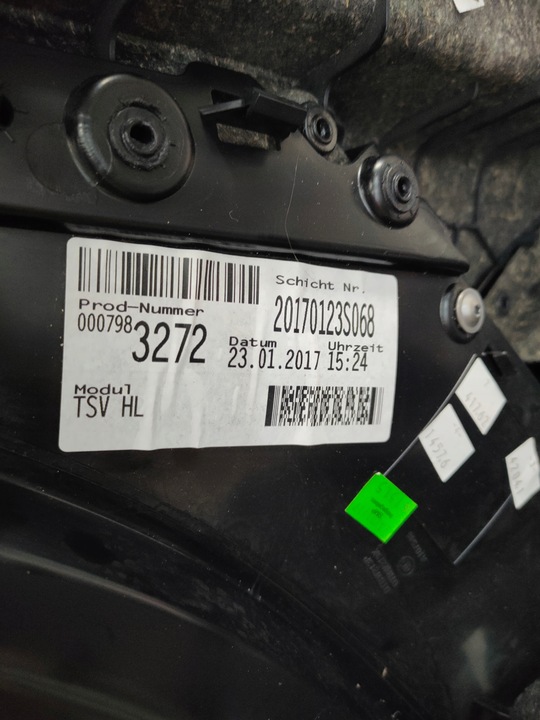 Schicht Nr.
20170123S068
Prod-Nummer
000798 3272
Datum Uhrzeit
23.01.2017 15:24
Modul
TSV HL